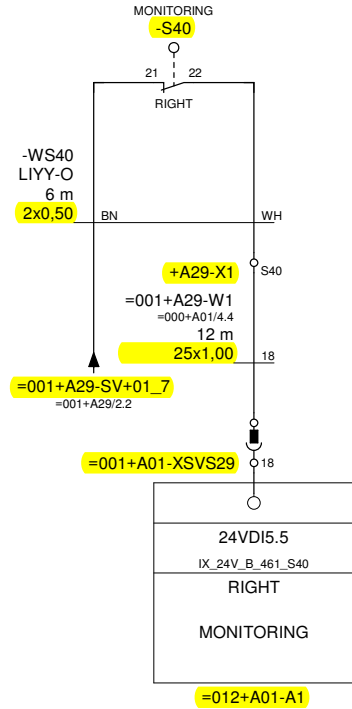 MONITORING
-S40
21
22
RIGHT
-WS40
LIYY-O
6 m
2x0,50
BN
WH
+A29-X1
S40
=001+A29-W1
=000+A01/4.4
12 m
25x1,00
18
=001+A29-SV+01_7
=001+A29/2.2
=001+A01-XSVS29
18
24VDI5.5
IX_24V_B_461_S40
RIGHT
MONITORING
=012+A01-A1